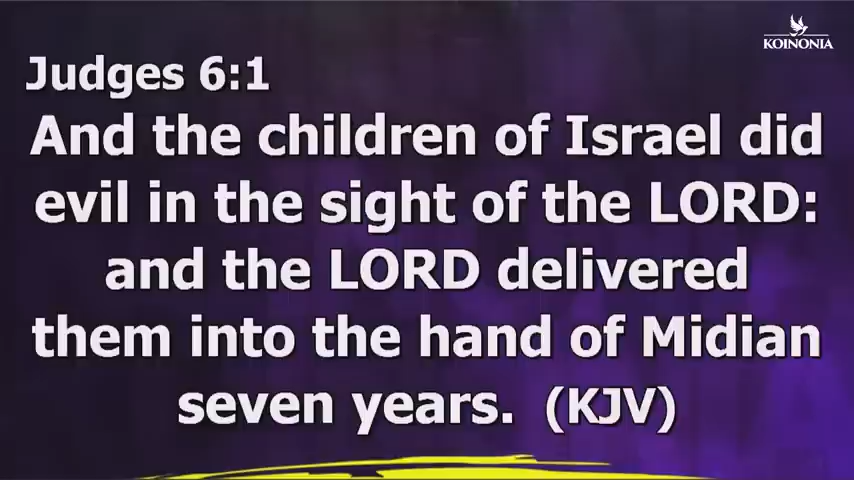 KOINONIA
Judges 6:1
And the children of Israel did
evil in the sight of the LORD:
and the LORD delivered
them into the hand of Midian
seven years. (KJV)